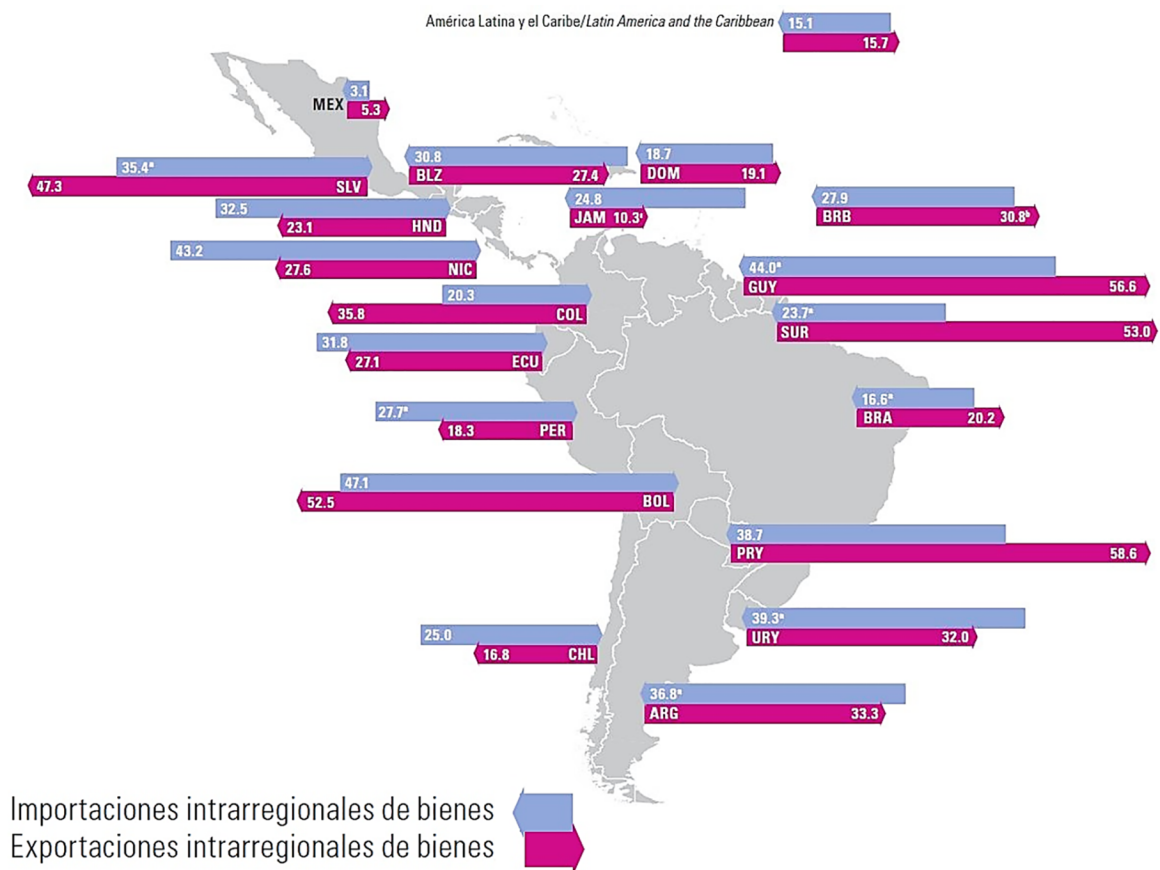 América Latina y el Caribe/Latin America and the Caribbean
15.1
15.7
MEX
3.1
5.3
35.4ª
47.3 SLV
30.8
BLZ 27.4
18.7
DOM 19.1
32.5
23.1 HND
24.8
JAM 10.3
27.9
BRB 30.8ᵇ
43.2
27.6 NIC
44.0ª
GUY 56.6
20.3
35.8 COL
23.7ª
SUR 53.0
31.8
27.1 ECU
16.6ª
BRA 20.2
27.7ª
18.3 PER
47.1
52.5 BOL
38.7
PRY 58.6
39.3ª
URY 32.0
25.0
16.8 CHL
36.8ª
ARG 33.3
Importaciones intrarregionales de bienes
Exportaciones intrarregionales de bienes